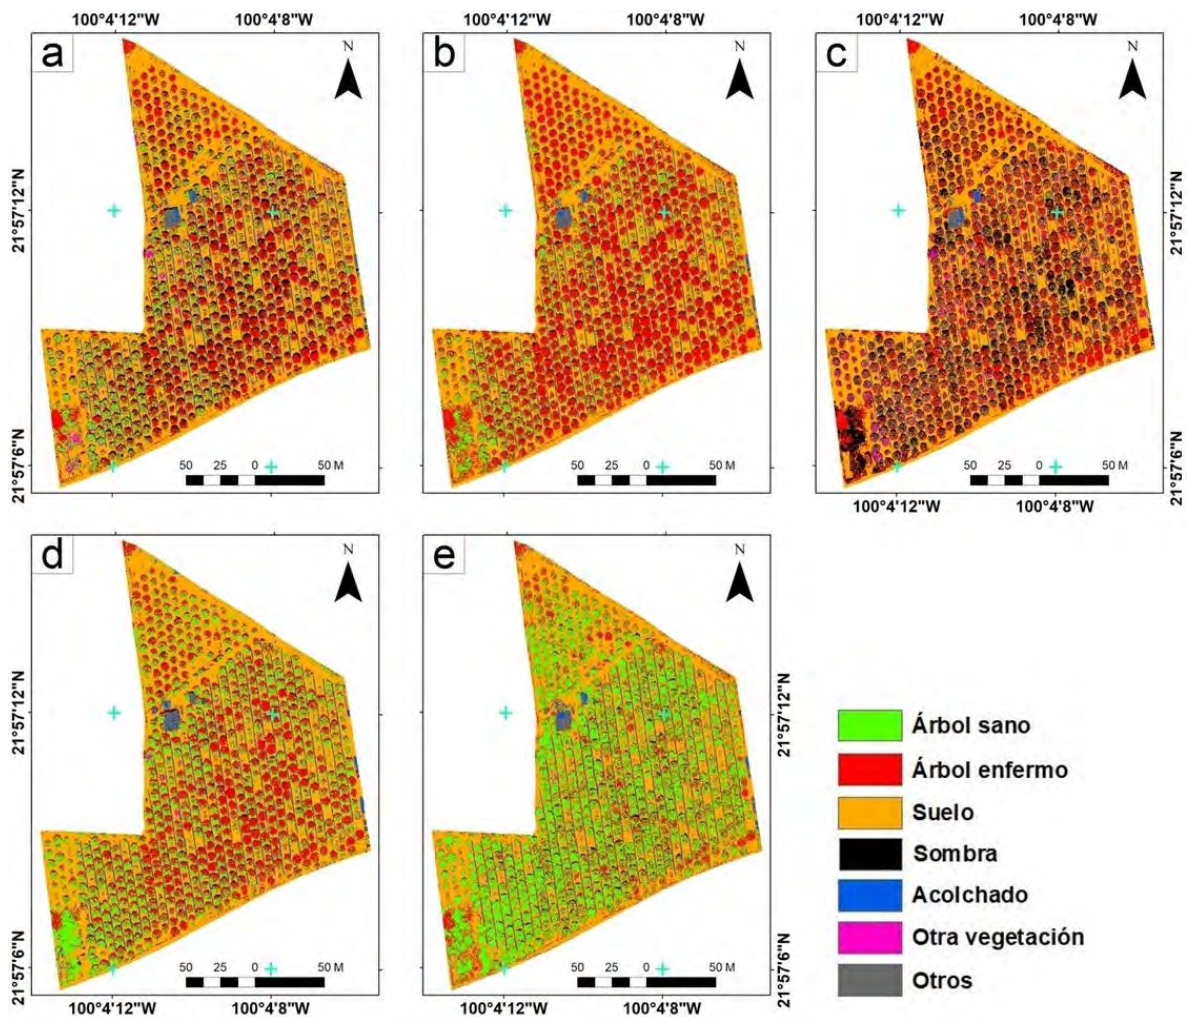 100°4'12"W 100°4'8"W 100°4'12"W 100°4'8"W 100°4'12"W 100°4'8"W
a N b N c N
21°57'12"N 21°57'12"N
50 25 0 50 M 50 25 0 50 M 50 25 0 50 M
21°57'6"N 21°57'6"N
100°4'12"W 100°4'8"W
d N e N
21°57'12"N 21°57'12"N
Árbol sano
Árbol enfermo
Suelo
Sombra
Acolchado
Otra vegetación
Otros
50 25 0 50 M 50 25 0 50 M
21°57'6"N 21°57'6"N
100°4'12"W 100°4'8"W 100°4'12"W 100°4'8"W